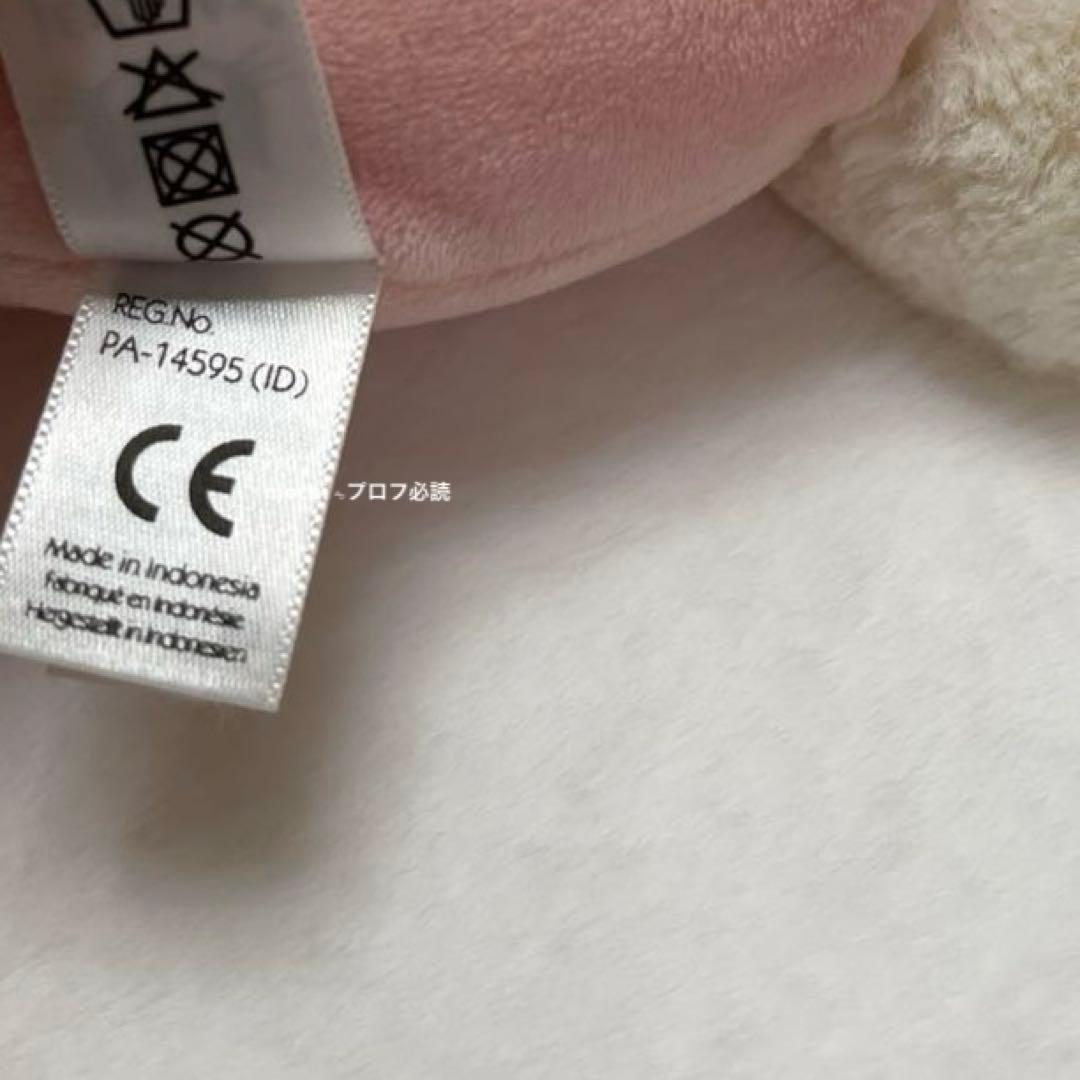 REG.No.
PA-14595 (ID)
CE
プロフ必読
Made in Indonesia
Fabriqué en Indonésie
Hergestellt in Indonesien